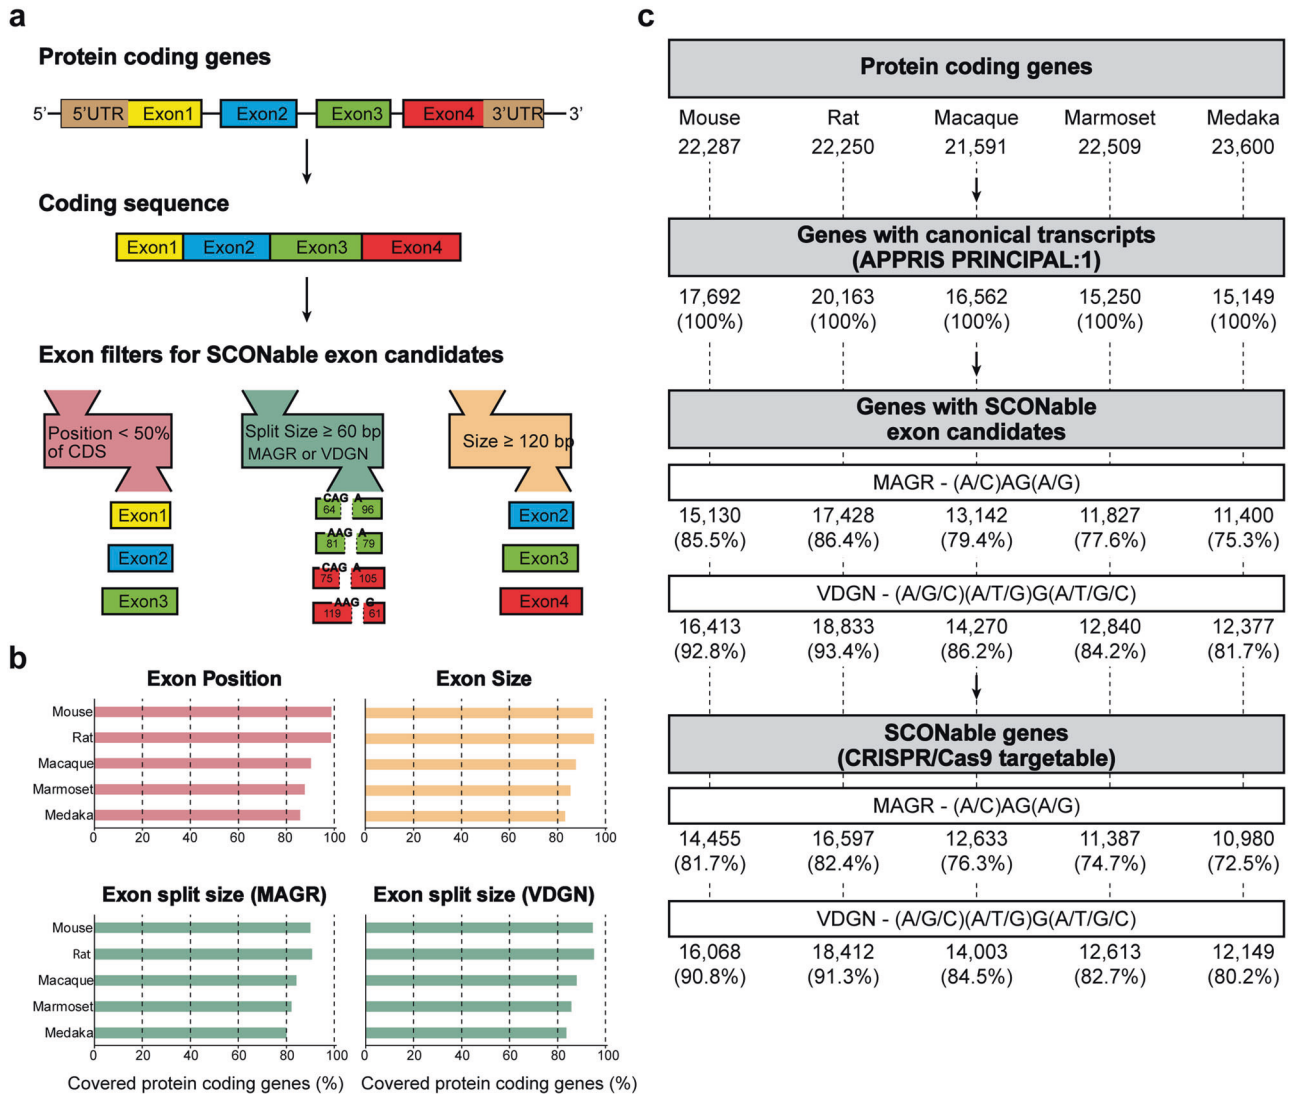 a
Protein coding genes
5'
5'UTR
Exon1
Exon2
Exon3
Exon4
3'UTR
3'
Coding sequence
Exon1
Exon2
Exon3
Exon4
Exon filters for SCONable exon candidates
Position < 50%
of CDS
Split Size ≥ 60 bp
MAGR or VDGN
Size ≥ 120 bp
Exon1
Exon2
Exon3
CAG A
64 96
AAG A
81 79
CAG A
75 105
AAG G
119 61
Exon2
Exon3
Exon4
b
Exon Position
Mouse
Rat
Macaque
Marmoset
Medaka
0 20 40 60 80 100
Exon Size
0 20 40 60 80 100
Exon split size (MAGR)
Mouse
Rat
Macaque
Marmoset
Medaka
0 20 40 60 80 100
Covered protein coding genes (%)
Exon split size (VDGN)
0 20 40 60 80 100
Covered protein coding genes (%)
c
Protein coding genes
Mouse Rat Macaque Marmoset Medaka
22,287 22,250 21,591 22,509 23,600
Genes with canonical transcripts
(APPRIS PRINCIPAL:1)
17,692 20,163 16,562 15,250 15,149
(100%) (100%) (100%) (100%) (100%)
Genes with SCONable
exon candidates
MAGR - (A/C)AG(A/G)
15,130 17,428 13,142 11,827 11,400
(85.5%) (86.4%) (79.4%) (77.6%) (75.3%)
VDGN - (A/G/C)(A/T/G)G(A/T/G/C)
16,413 18,833 14,270 12,840 12,377
(92.8%) (93.4%) (86.2%) (84.2%) (81.7%)
SCONable genes
(CRISPR/Cas9 targetable)
MAGR - (A/C)AG(A/G)
14,455 16,597 12,633 11,387 10,980
(81.7%) (82.4%) (76.3%) (74.7%) (72.5%)
VDGN - (A/G/C)(A/T/G)G(A/T/G/C)
16,068 18,412 14,003 12,613 12,149
(90.8%) (91.3%) (84.5%) (82.7%) (80.2%)